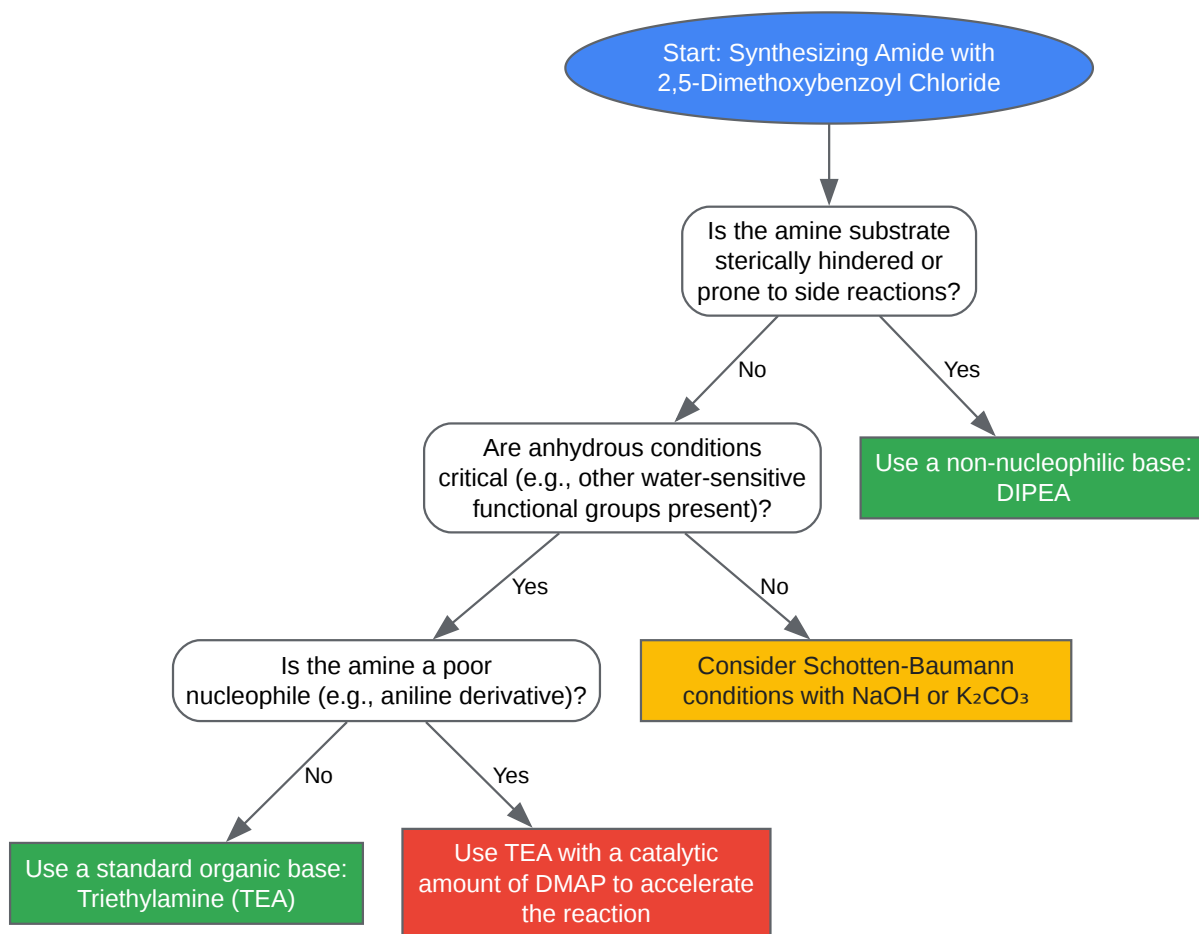 Start: Synthesizing Amide with
2,5-Dimethoxybenzoyl Chloride
Is the amine substrate
sterically hindered or
prone to side reactions?
No
Yes
Are anhydrous conditions
critical (e.g., other water-sensitive
functional groups present)?
Use a non-nucleophilic base:
DIPEA
Yes
No
Is the amine a poor
nucleophile (e.g., aniline derivative)?
Consider Schotten-Baumann
conditions with NaOH or K₂CO₃
No
Yes
Use a standard organic base:
Triethylamine (TEA)
Use TEA with a catalytic
amount of DMAP to accelerate
the reaction